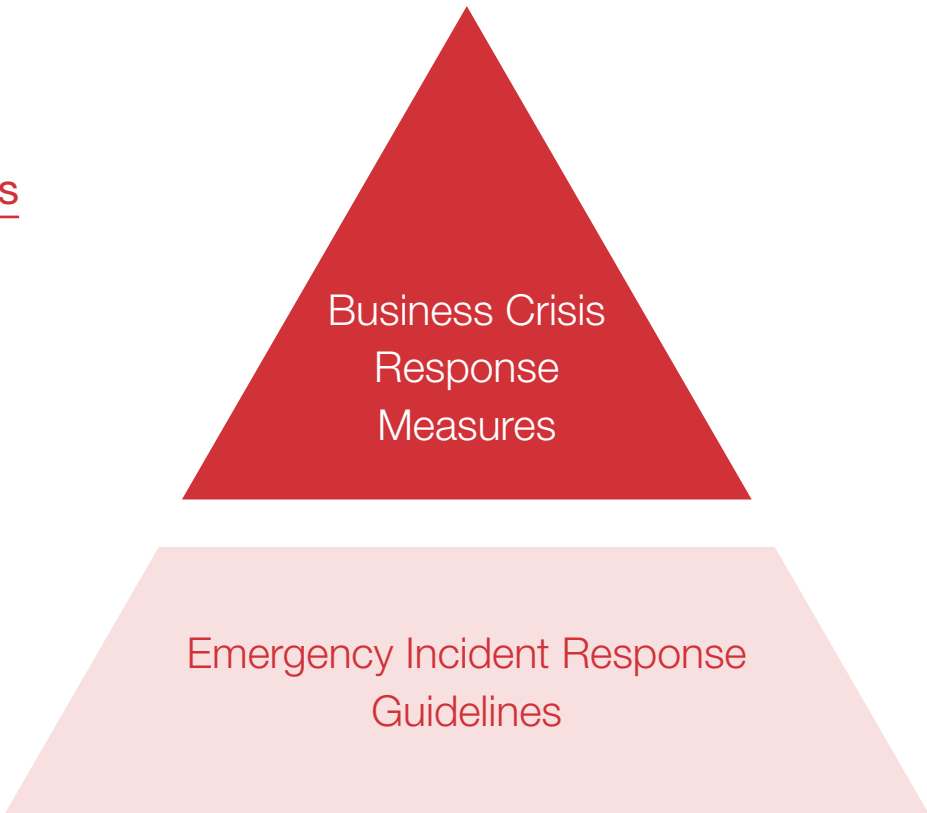 s
Business Crisis
Response
Measures
Emergency Incident Response
Guidelines